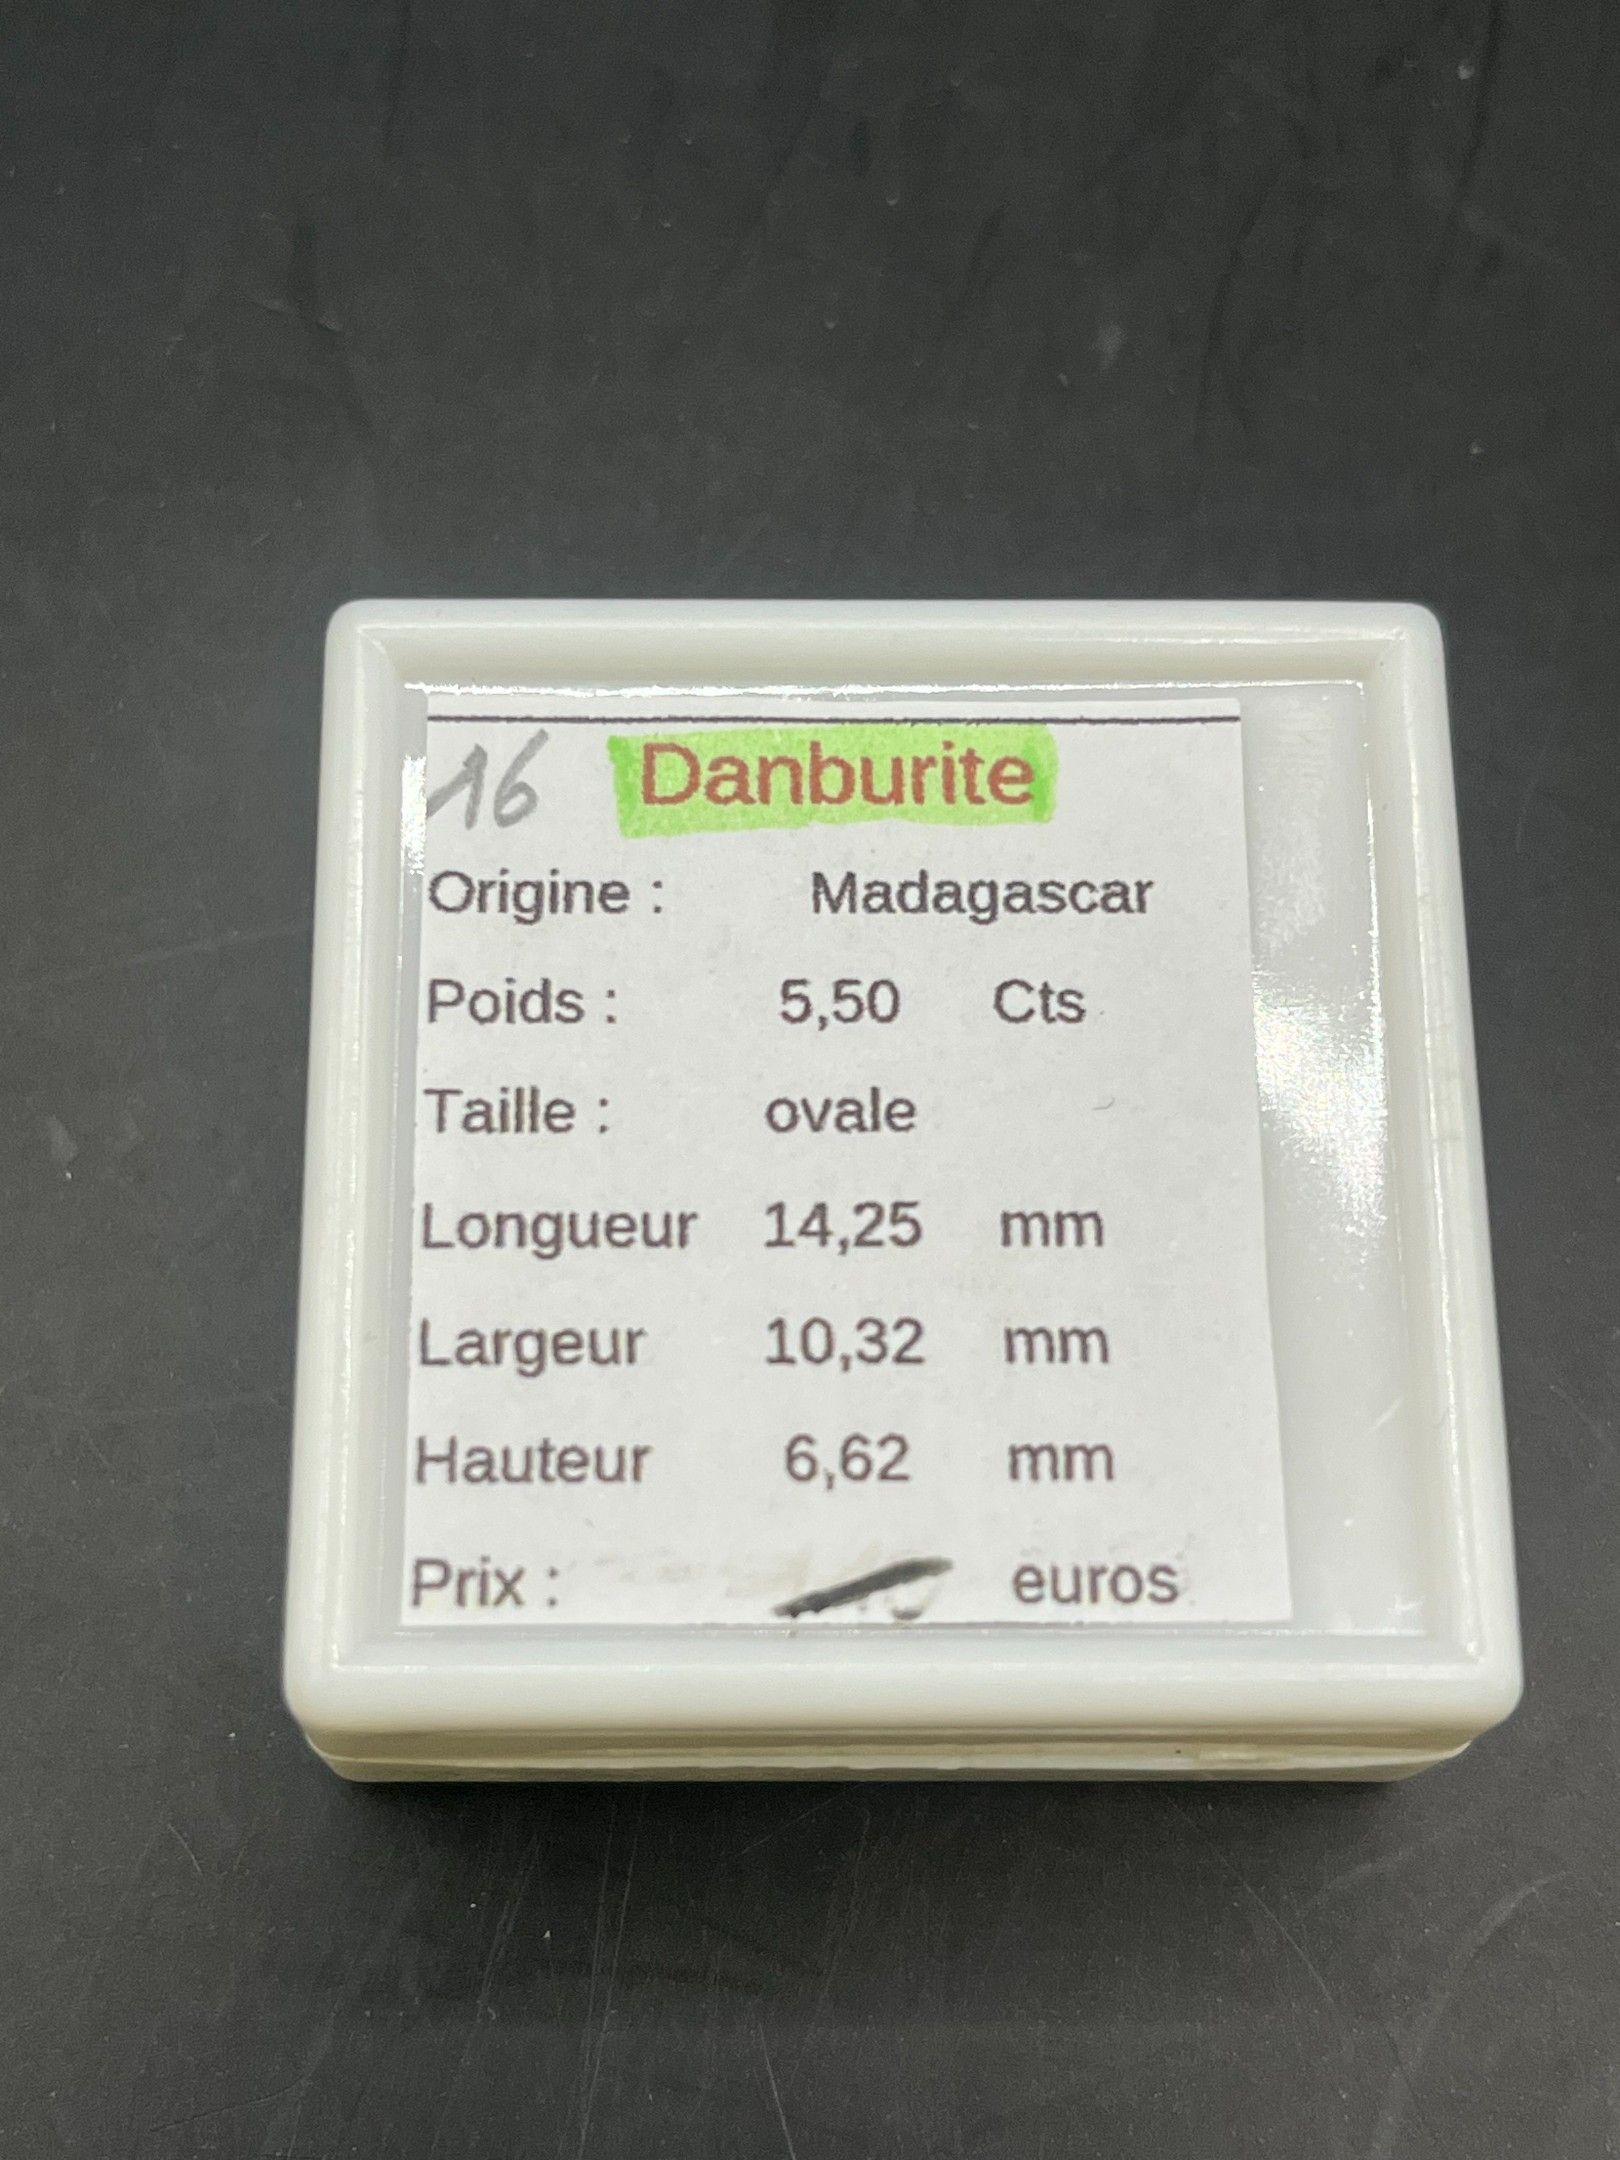 16 Danburite
Origine : Madagascar
Poids : 5,50 Cts
Taille : ovale
Longueur 14,25 mm
Largeur 10,32 mm
Hauteur 6,62 mm
Prix : euros